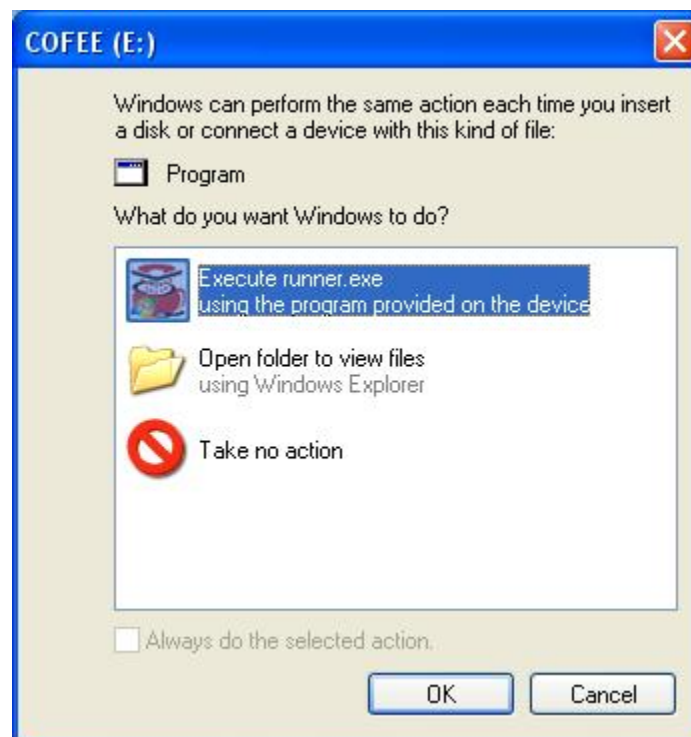 COFEE (E:)
Windows can perform the same action each time you insert
a disk or connect a device with this kind of file:
Program
What do you want Windows to do?
Execute runner.exe
using the program provided on the device
Open folder to view files
using Windows Explorer
Take no action
Always do the selected action.
OK
Cancel